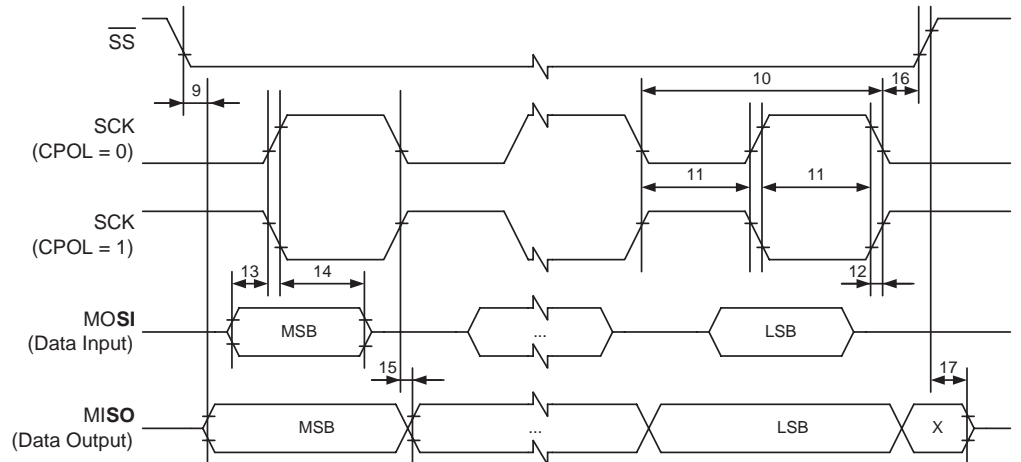 SS
9
10
16
SCK
(CPOL = 0)
11
11
SCK
(CPOL = 1)
13
14
12
MOSI
(Data Input)
MSB
...
LSB
15
17
MISO
(Data Output)
MSB
...
LSB
X